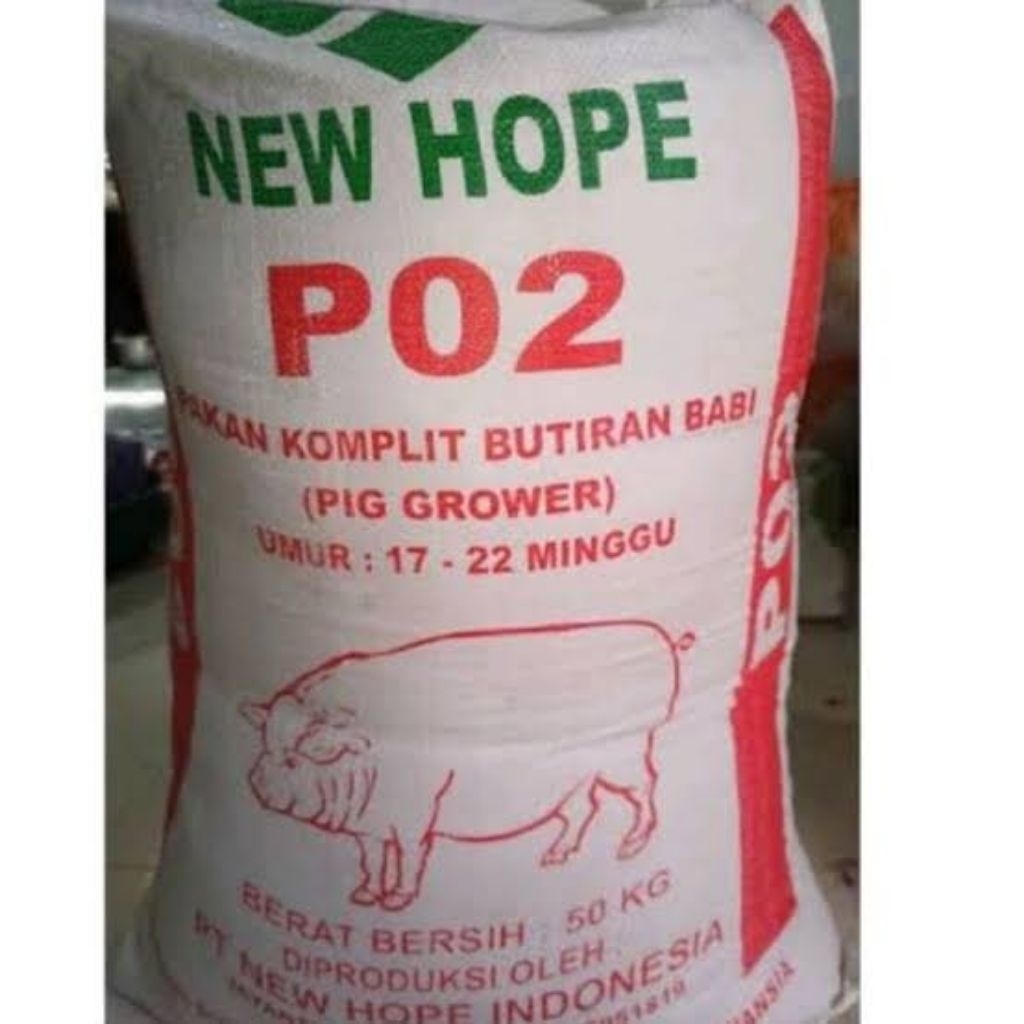 NEW HOPE
P02
PAKAN KOMPLIT BUTIRAN BABI
(PIG GROWER)
UMUR : 17 - 22 MINGGU
P02
BERAT BERSIH : 50 KG
DIPRODUKSI OLEH :
PT NEW HOPE INDONESIA